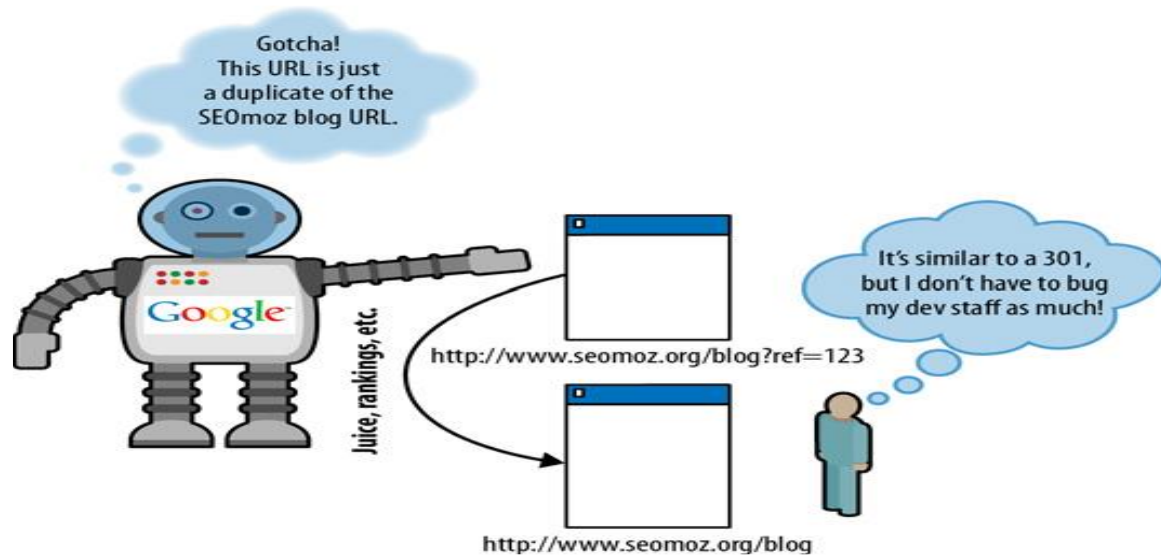 Gotcha!
This URL is just
a duplicate of the
SEOmoz blog URL.
Google™
Juice, rankings, etc.
http://www.seomoz.org/blog?ref=123
It's similar to a 301,
but I don't have to bug
my dev staff as much!
http://www.seomoz.org/blog